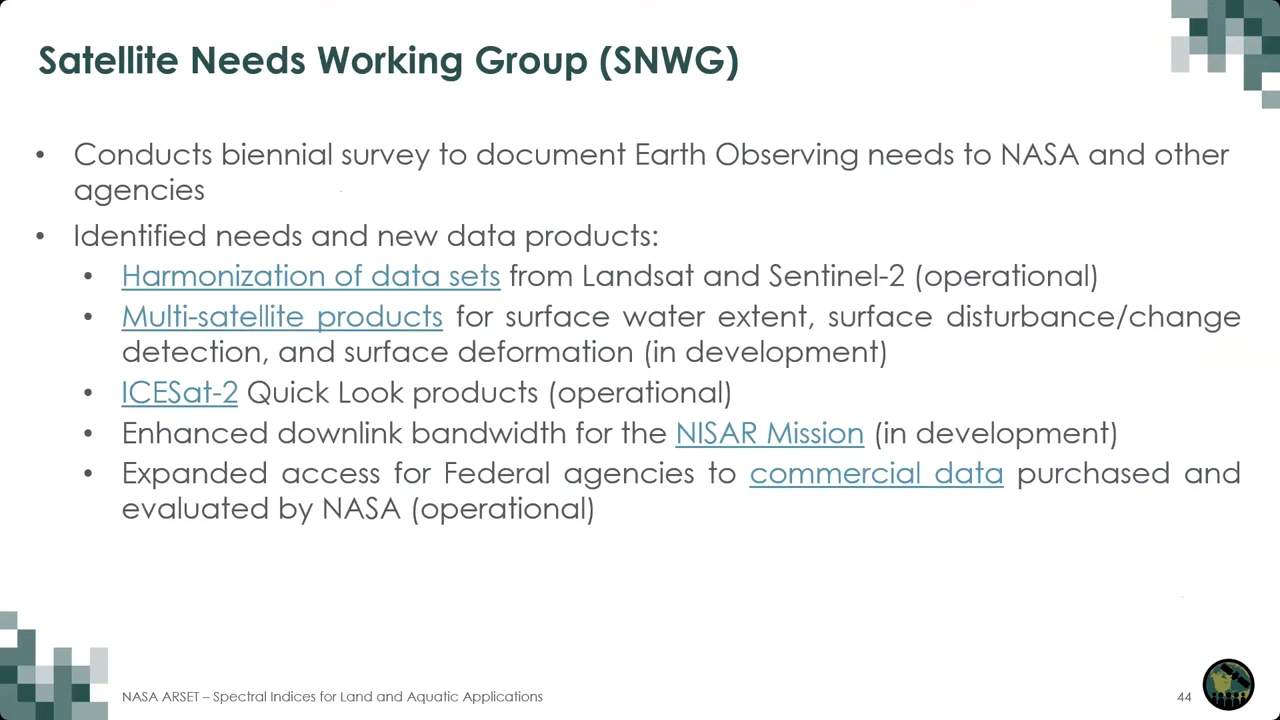 Satellite Needs Working Group (SNWG)
• Conducts biennial survey to document Earth Observing needs to NASA and other
agencies
• Identified needs and new data products:
• Harmonization of data sets from Landsat and Sentinel-2 (operational)
• Multi-satellite products for surface water extent, surface disturbance/change
detection, and surface deformation (in development)
• ICESat-2 Quick Look products (operational)
• Enhanced downlink bandwidth for the NISAR Mission (in development)
• Expanded access for Federal agencies to commercial data purchased and
evaluated by NASA (operational)
NASA ARSET – Spectral Indices for Land and Aquatic Applications
44